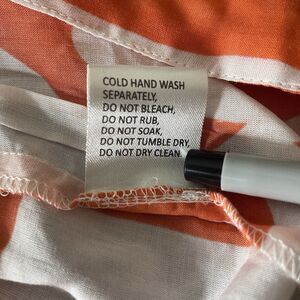 COLD HAND WASH
SEPARATELY,
DO NOT BLEACH,
DO NOT RUB,
DO NOT SOAK,
DO NOT TUMBLE DRY,
DO NOT DRY CLEAN.